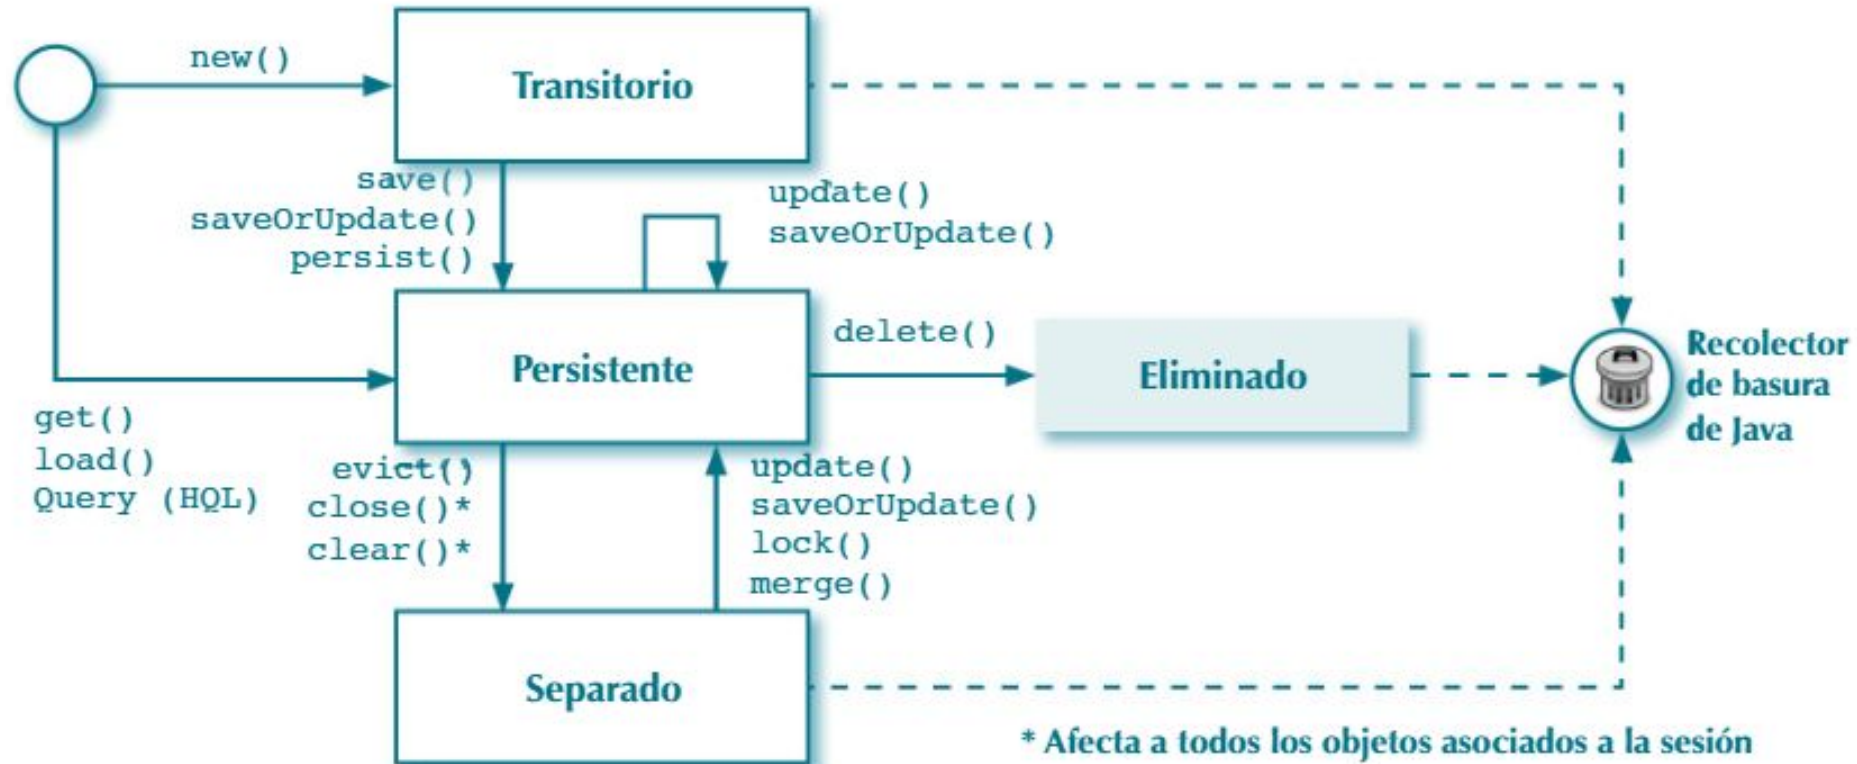 new()
Transitorio
save()
saveOrUpdate()
persist()
update()
saveOrUpdate()
Persistente
delete()
Eliminado
Recolector
de basura
de Java
get()
load()
Query (HQL)
evict()
close()*
clear()*
update()
saveOrUpdate()
lock()
merge()
Separado
* Afecta a todos los objetos asociados a la sesión